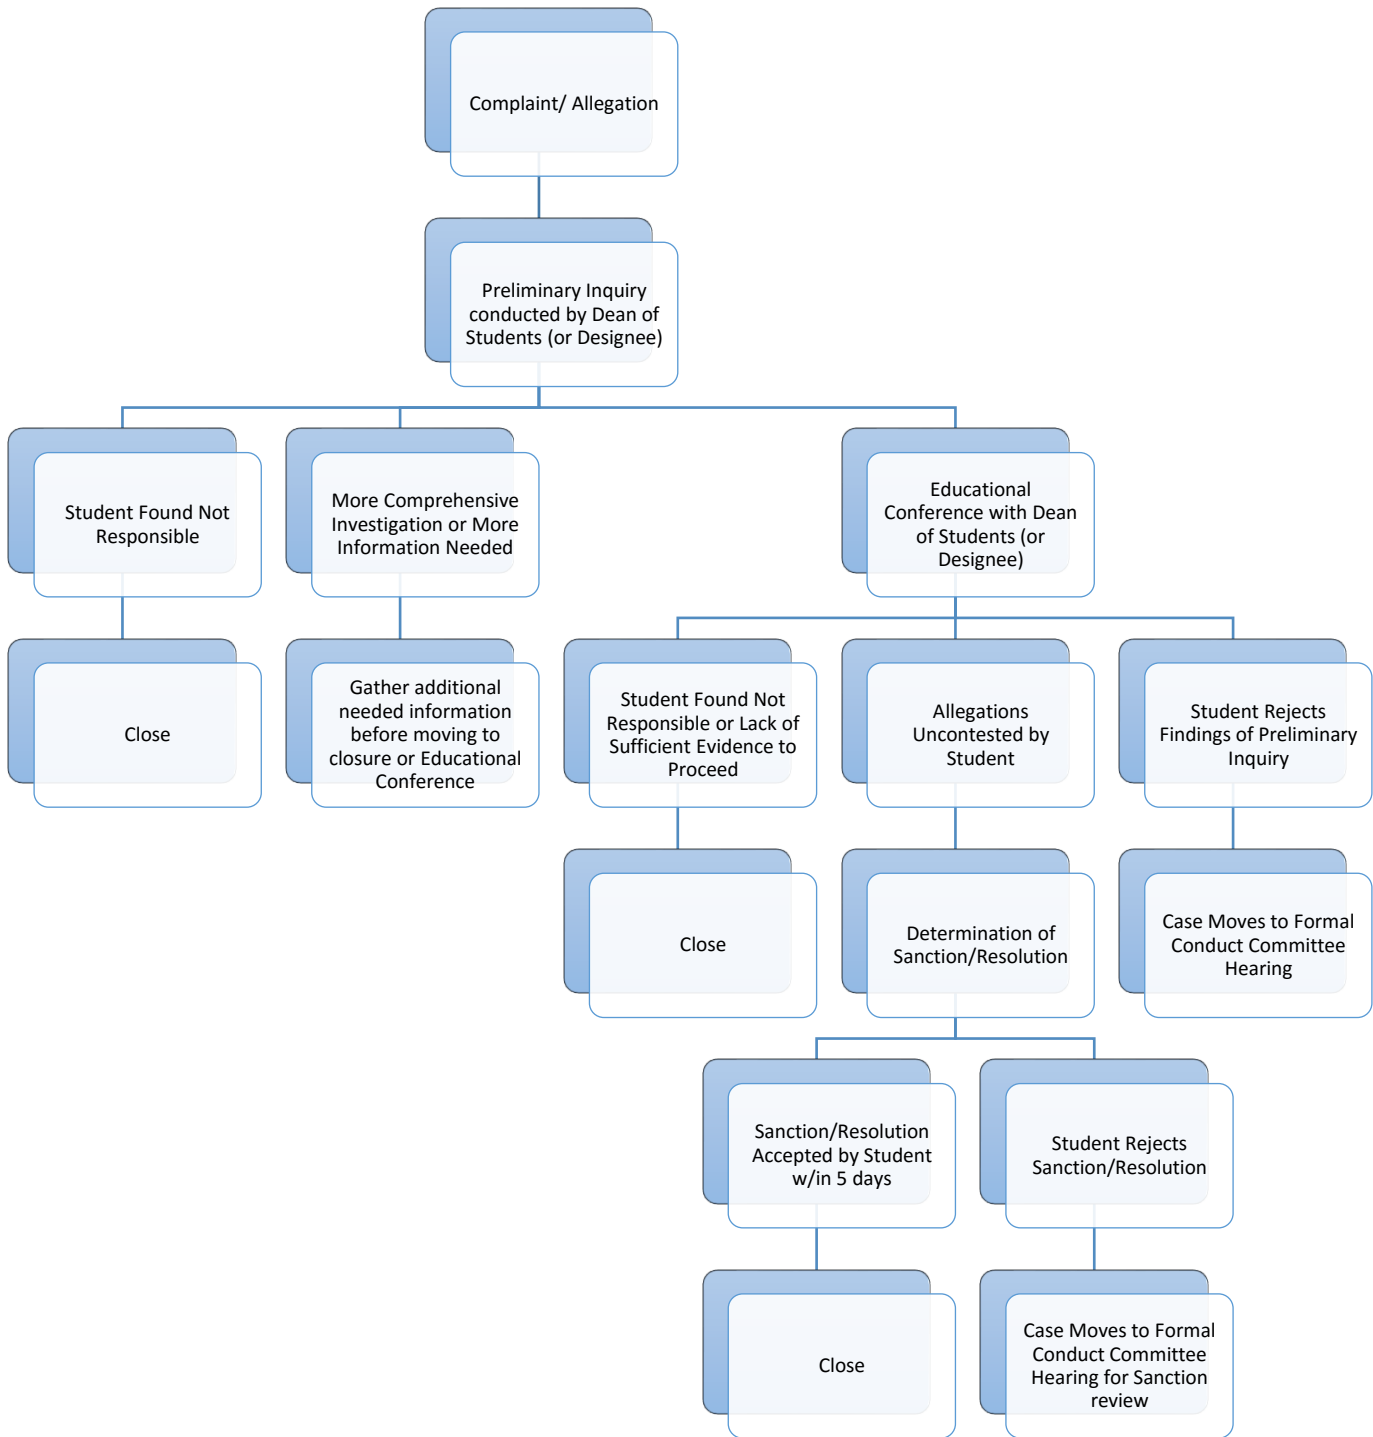 Complaint/ Allegation
Preliminary Inquiry
conducted by Dean of
Students (or Designee)
Student Found Not
Responsible
More Comprehensive
Investigation or More
Information Needed
Educational
Conference with Dean
of Students (or
Designee)
Close
Gather additional
needed information
before moving to
closure or Educational
Conference
Student Found Not
Responsible or Lack of
Sufficient Evidence to
Proceed
Allegations
Uncontested by
Student
Student Rejects
Findings of Preliminary
Inquiry
Close
Determination of
Sanction/Resolution
Case Moves to Formal
Conduct Committee
Hearing
Sanction/Resolution
Accepted by Student
w/in 5 days
Student Rejects
Sanction/Resolution
Close
Case Moves to Formal
Conduct Committee
Hearing for Sanction
review